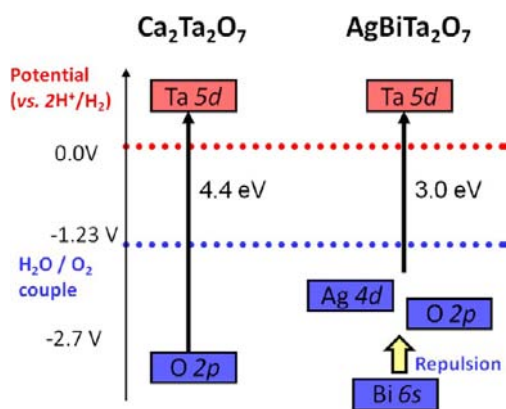 Ca₂Ta₂O₇
AgBiTa₂O₇
Potential
(vs. 2H⁺/H₂)
Ta 5d
Ta 5d
0.0V
4.4 eV
3.0 eV
-1.23 V
H₂O / O₂
couple
Ag 4d
O 2p
-2.7 V
O 2p
Repulsion
Bi 6s